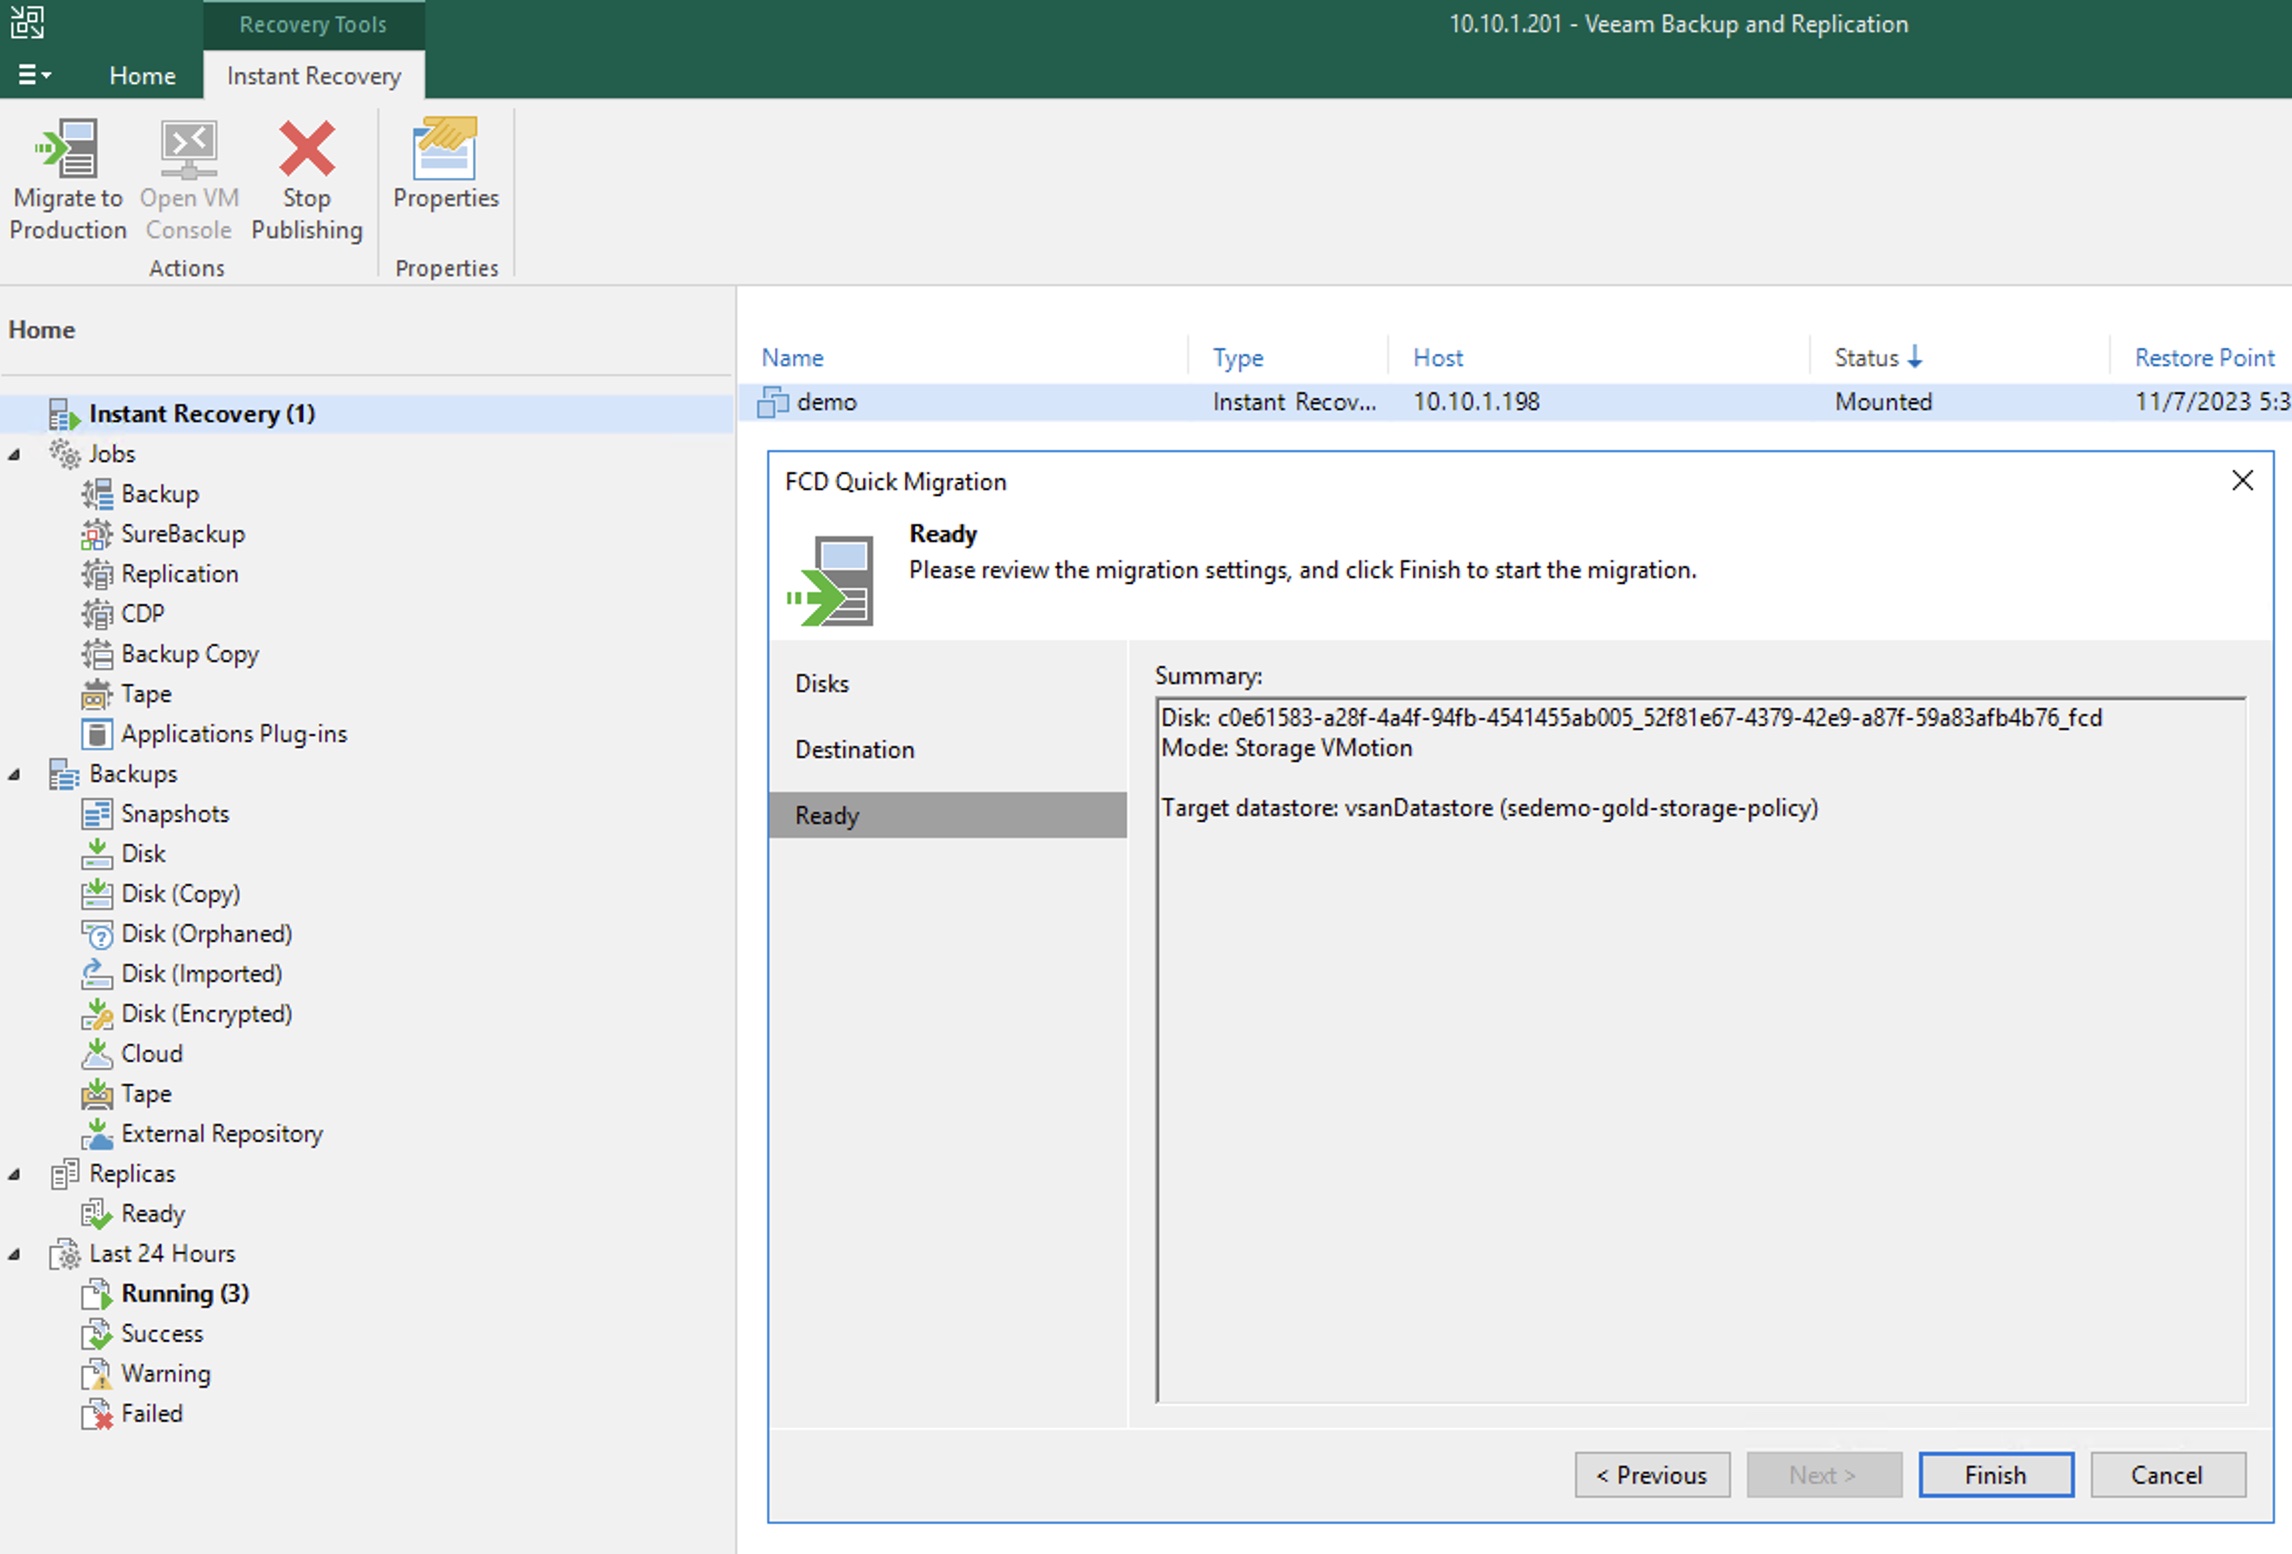 Recovery Tools
10.10.1.201 - Veeam Backup and Replication
Home
Instant Recovery
Migrate to Production
Open VM Console
Stop Publishing
Properties
Actions
Properties
Home
Instant Recovery (1)
Jobs
Backup
SureBackup
Replication
CDP
Backup Copy
Tape
Applications Plug-ins
Backups
Snapshots
Disk
Disk (Copy)
Disk (Orphaned)
Disk (Imported)
Disk (Encrypted)
Cloud
Tape
External Repository
Replicas
Ready
Last 24 Hours
Running (3)
Success
Warning
Failed
Name Type Host Status Restore Point
demo Instant Recov... 10.10.1.198 Mounted 11/7/2023 5:3
FCD Quick Migration
Ready
Please review the migration settings, and click Finish to start the migration.
Disks
Destination
Ready
Summary:
Disk: c0e61583-a28f-4a4f-94fb-4541455ab005_52f81e67-4379-42e9-a87f-59a83afb4b76_fcd
Mode: Storage VMotion
Target datastore: vsanDatastore (sedemo-gold-storage-policy)
< Previous Next > Finish Cancel